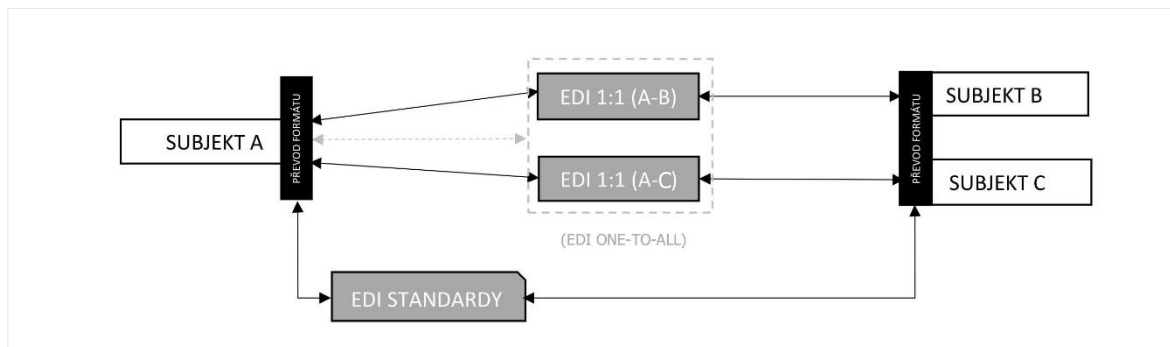 SUBJEKT A
PŘEVOD FORMÁTU
EDI 1:1 (A-B)
EDI 1:1 (A-C)
(EDI ONE-TO-ALL)
PŘEVOD FORMÁTU
SUBJEKT B
SUBJEKT C
EDI STANDARDY